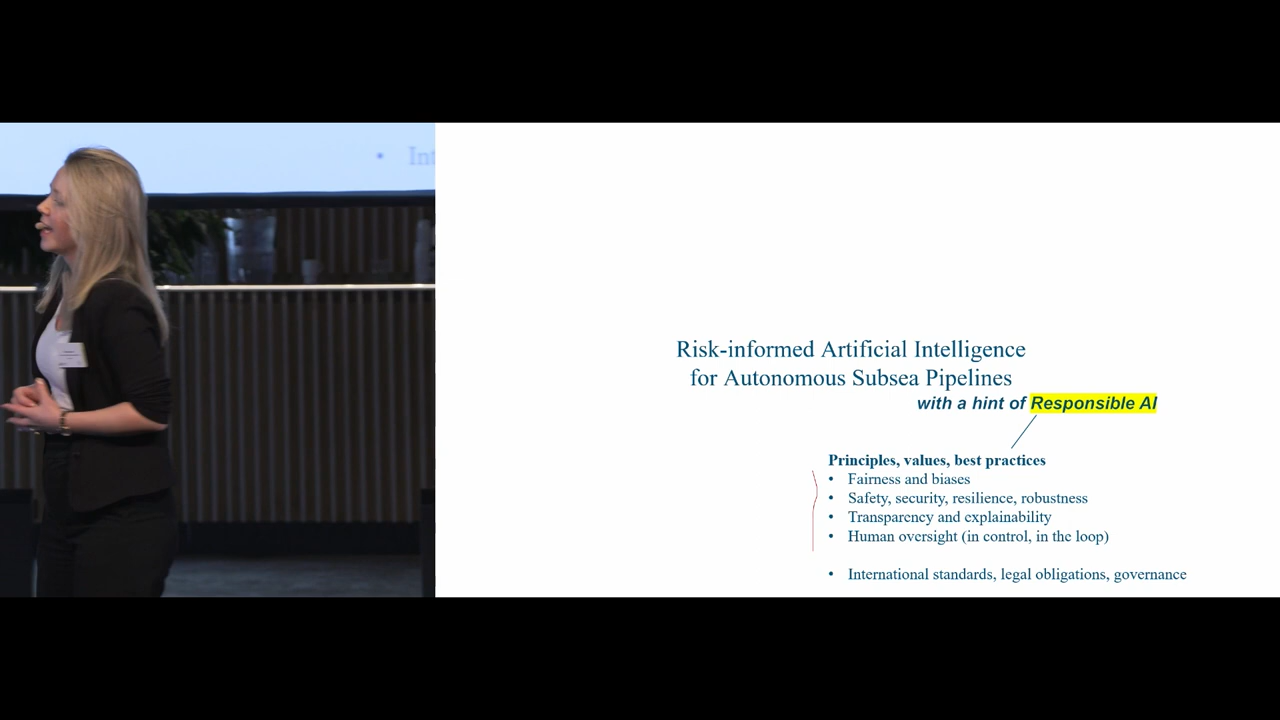 • Int
Risk-informed Artificial Intelligence
for Autonomous Subsea Pipelines
with a hint of Responsible AI
Principles, values, best practices
• Fairness and biases
• Safety, security, resilience, robustness
• Transparency and explainability
• Human oversight (in control, in the loop)
• International standards, legal obligations, governance